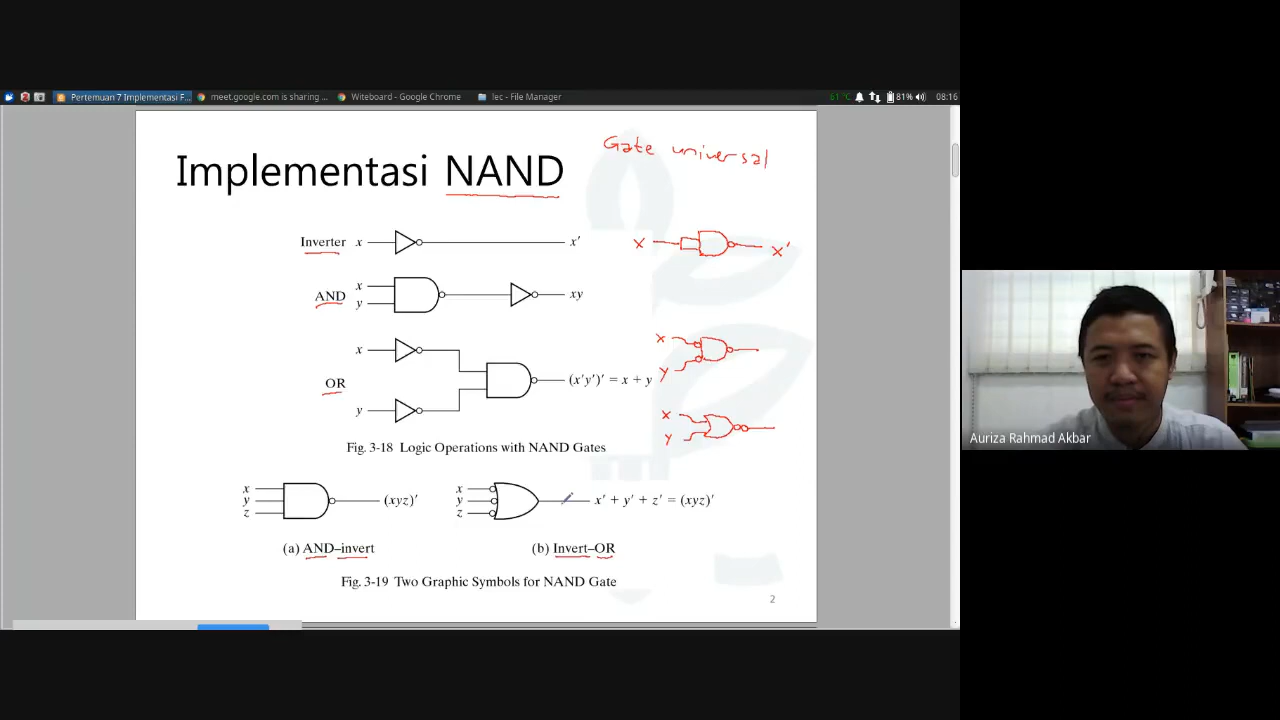 Pertemuan 7 Implementasi F...
meet.google.com is sharing ...
Witeboard - Google Chrome
lec - File Manager
61 °C
81%
08:16
Gate universal
Implementasi NAND
Inverter x x′
x x′
AND x y xy
OR x y (x′y′)′ = x + y
x y
x y
Fig. 3-18 Logic Operations with NAND Gates
x y z (xyz)′
x y z x′ + y′ + z′ = (xyz)′
(a) AND–invert
(b) Invert–OR
Fig. 3-19 Two Graphic Symbols for NAND Gate
2
Auriza Rahmad Akbar